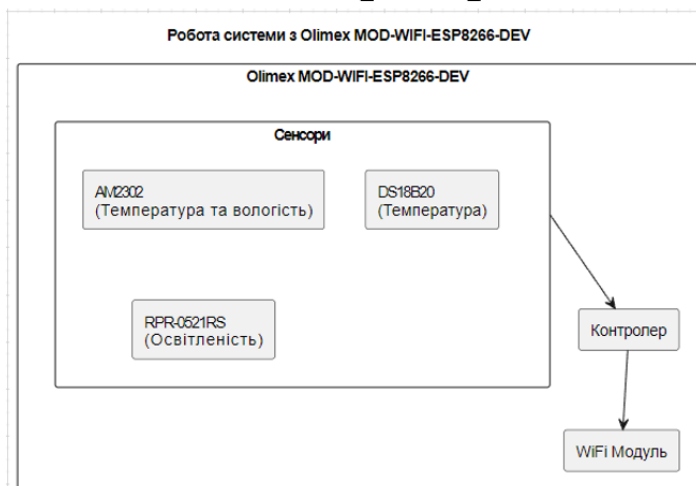 Робота системи з Olimex MOD-WIFI-ESP8266-DEV
Olimex MOD-WIFI-ESP8266-DEV
Сенсори
AM2302
(Температура та вологість)
DS18B20
(Температура)
RPR-0521RS
(Освітленість)
Контролер
WiFi Модуль